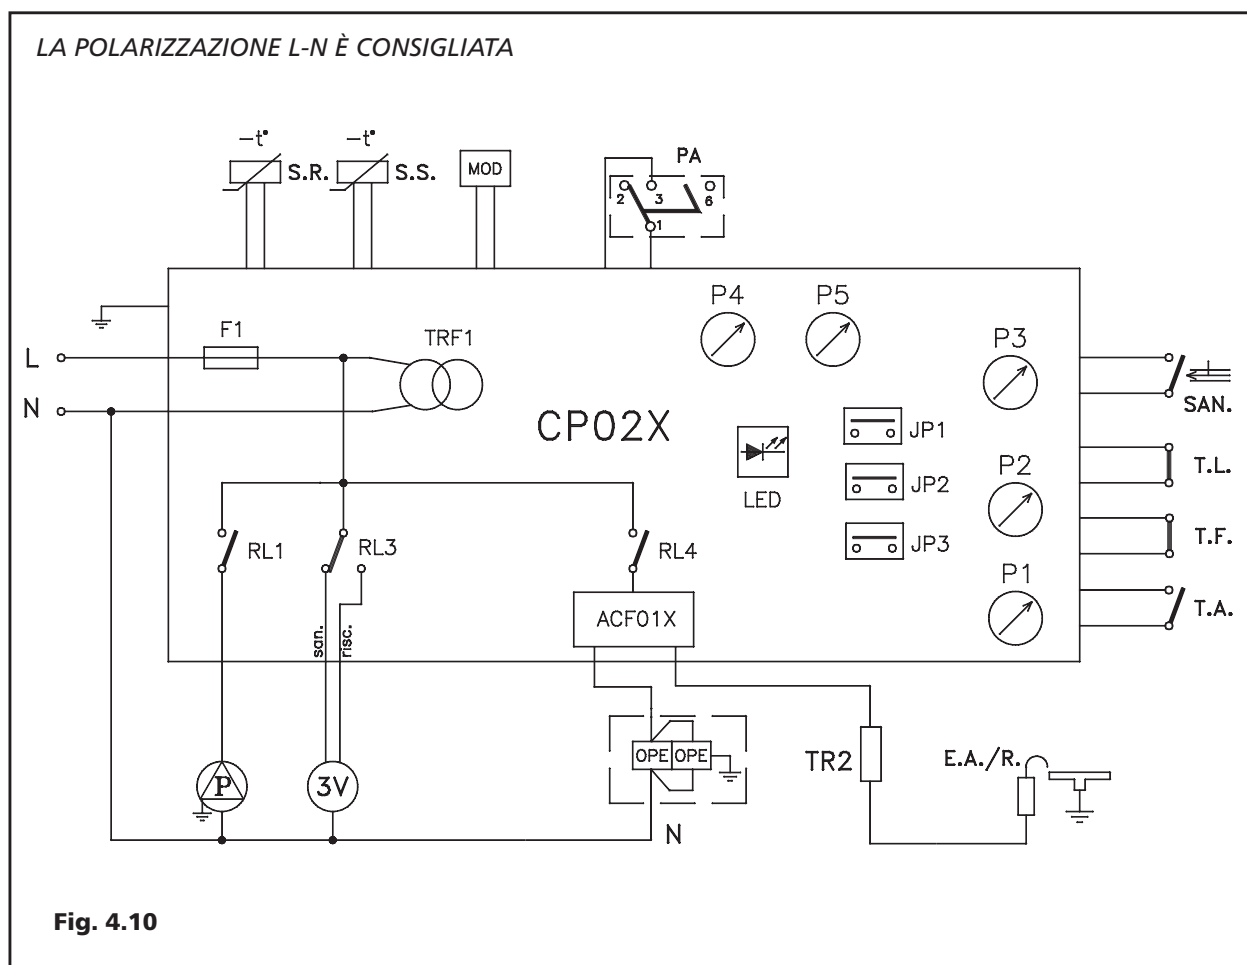 LA POLARIZZAZIONE L-N È CONSIGLIATA
–t°
S.R.
–t°
S.S.
MOD
PA
2
3
6
1
P4
P5
F1
TRF1
P3
L
N
SAN.
CP02X
JP1
LED
JP2
P2
T.L.
RL1
RL3
RL4
JP3
T.F.
P1
ACF01X
T.A.
san.
risc.
OPE
OPE
TR2
E.A./R.
P
3V
N
Fig. 4.10